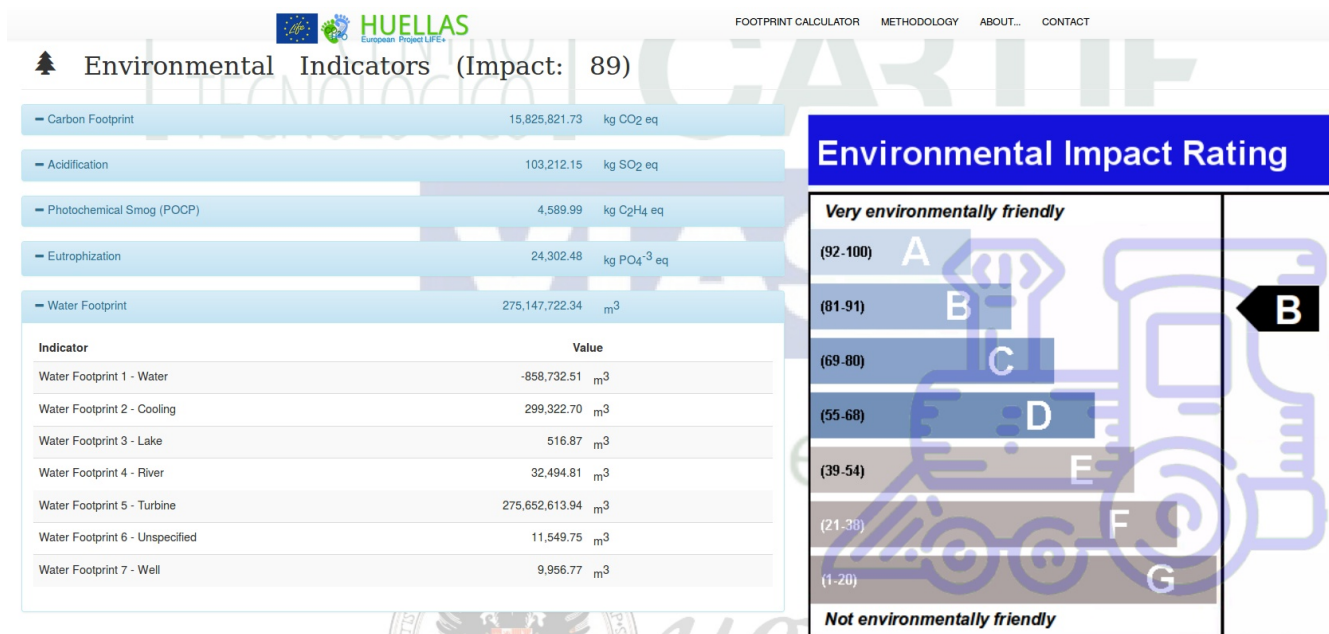 life H2O HUELLAS
European Project LIFE+
FOOTPRINT CALCULATOR METHODOLOGY ABOUT... CONTACT
Environmental Indicators (Impact: 89)
TECNOLÓGICO CARTIF
Carbon Footprint 15,825,821.73 kg CO2 eq
Acidification 103,212.15 kg SO2 eq
Photochemical Smog (POCP) 4,589.99 kg C2H4 eq
Eutrophization 24,302.48 kg PO4-3 eq
Water Footprint 275,147,722.34 m3
Indicator Value
Water Footprint 1 - Water -858,732.51 m3
Water Footprint 2 - Cooling 299,322.70 m3
Water Footprint 3 - Lake 516.87 m3
Water Footprint 4 - River 32,494.81 m3
Water Footprint 5 - Turbine 275,652,613.94 m3
Water Footprint 6 - Unspecified 11,549.75 m3
Water Footprint 7 - Well 9,956.77 m3
Environmental Impact Rating
Very environmentally friendly
(92-100) A
(81-91) B B
(69-80) C
(55-68) D
(39-54) E
(21-38) F
(1-20) G
Not environmentally friendly